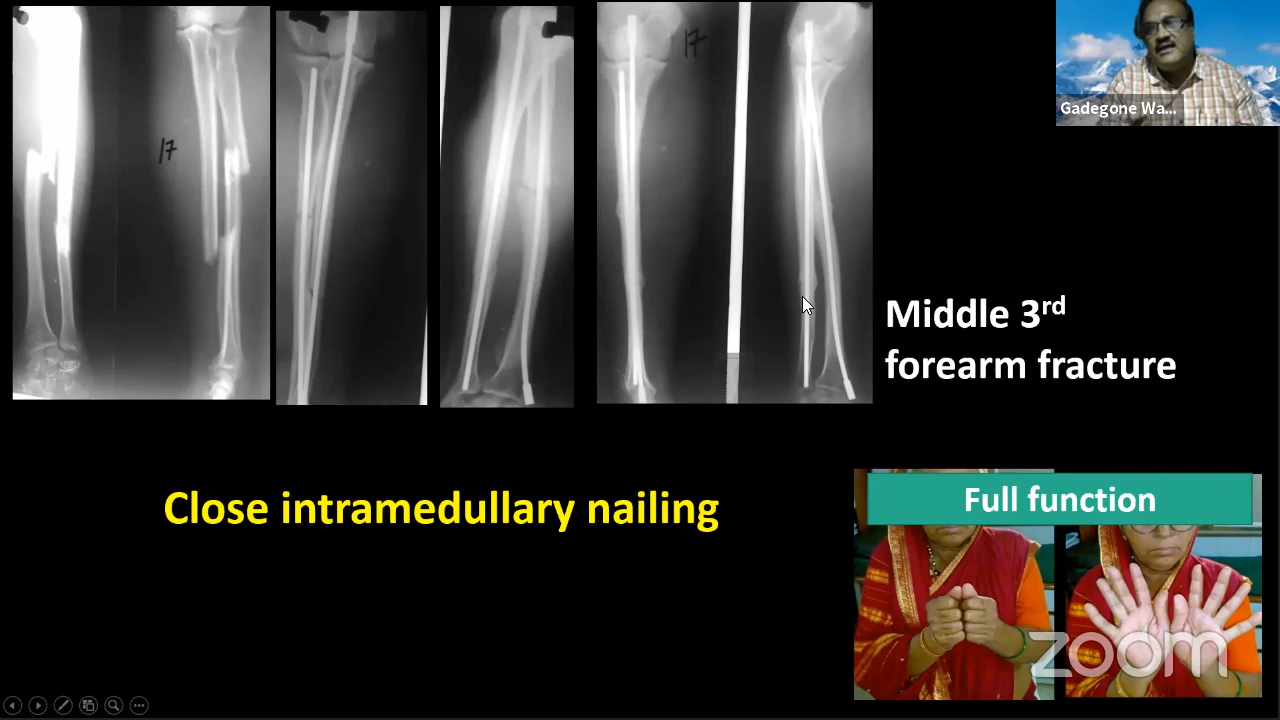 17
17
Gadegone Wa...
Middle 3rd
forearm fracture
Close intramedullary nailing
Full function
zoom